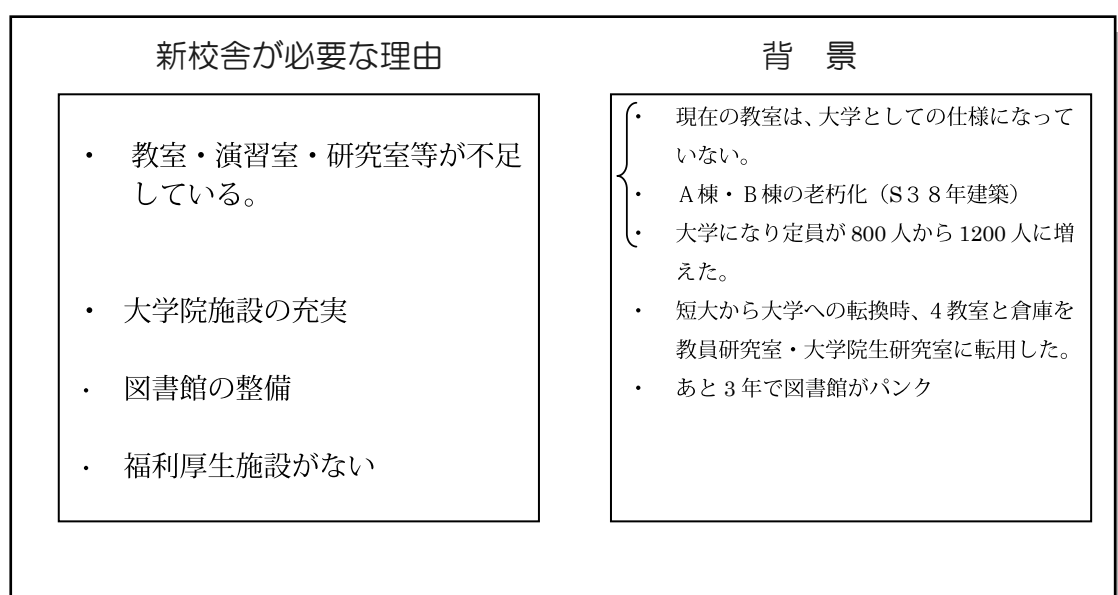 新校舎が必要な理由
・ 教室・演習室・研究室等が不足
している。
・ 大学院施設の充実
・ 図書館の整備
・ 福利厚生施設がない
背　景
・ 現在の教室は、大学としての仕様になって
いない。
・ A棟・B棟の老朽化（S３８年建築）
・ 大学になり定員が 800 人から 1200 人に増
えた。
・ 短大から大学への転換時、4 教室と倉庫を
教員研究室・大学院生研究室に転用した。
・ あと 3 年で図書館がパンク